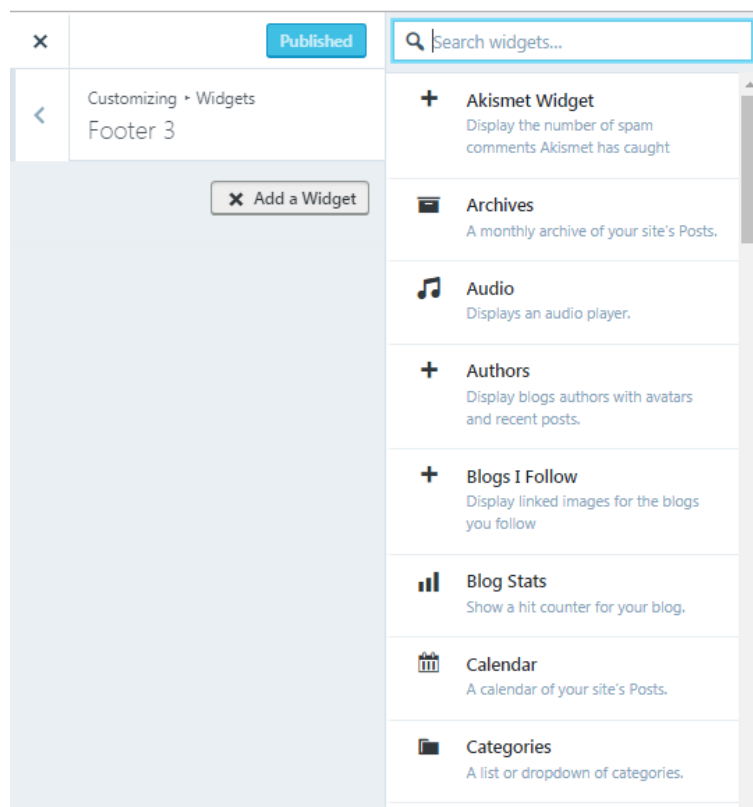 Published
Customizing ▸ Widgets
Footer 3
Add a Widget
Search widgets...
Akismet Widget
Display the number of spam
comments Akismet has caught
Archives
A monthly archive of your site's Posts.
Audio
Displays an audio player.
Authors
Display blogs authors with avatars
and recent posts.
Blogs I Follow
Display linked images for the blogs
you follow
Blog Stats
Show a hit counter for your blog.
Calendar
A calendar of your site's Posts.
Categories
A list or dropdown of categories.